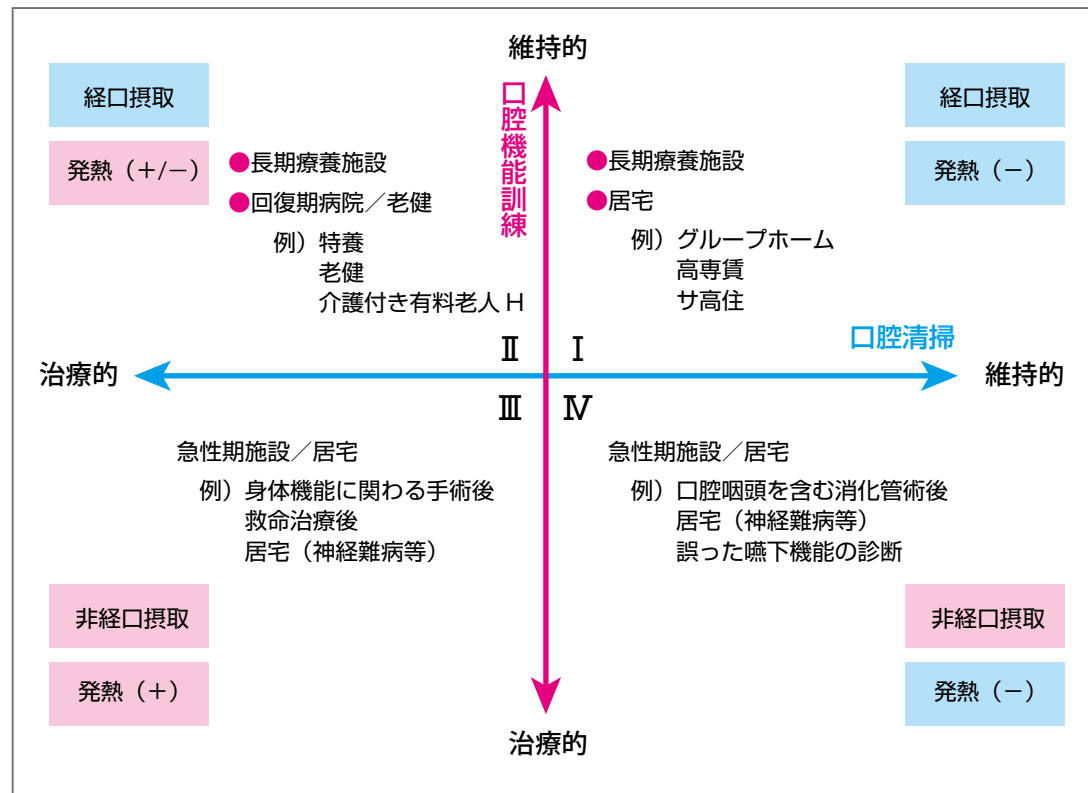 維持的
経口摂取
発熱（＋/－）
口腔機能訓練
●長期療養施設
●回復期病院／老健
例）特養
老健
介護付き有料老人 H
●長期療養施設
●居宅
例）グループホーム
高専賃
サ高住
経口摂取
発熱（－）
口腔清掃
Ⅱ
Ⅰ
治療的
維持的
Ⅲ
Ⅳ
急性期施設／居宅
例）身体機能に関わる手術後
救命治療後
居宅（神経難病等）
急性期施設／居宅
例）口腔咽頭を含む消化管術後
居宅（神経難病等）
誤った嚥下機能の診断
非経口摂取
発熱（＋）
非経口摂取
発熱（－）
治療的